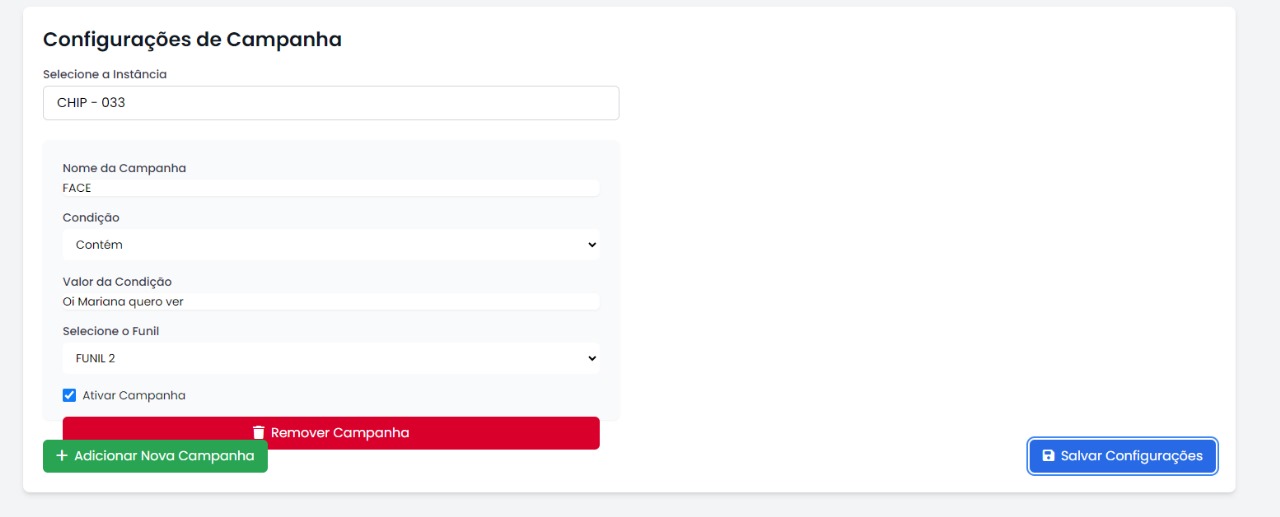 Configurações de Campanha
Selecione a Instância
CHIP - 033
Nome da Campanha
FACE
Condição
Contém
Valor da Condição
Oi Mariana quero ver
Selecione o Funil
FUNIL 2
Ativar Campanha
Remover Campanha
+ Adicionar Nova Campanha
Salvar Configurações